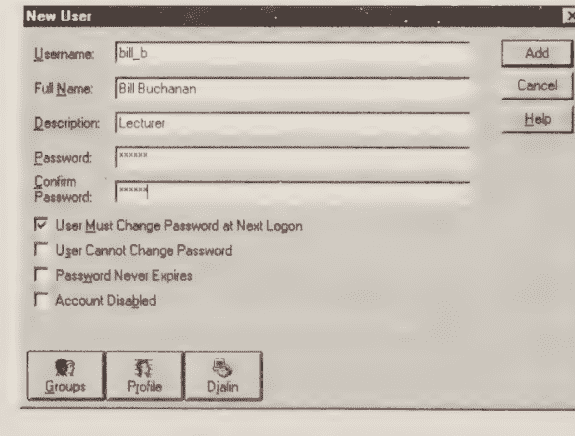 New User
Username: bill_b
Add
Full Name: Bill Buchanan
Cancel
Description: Lecturer
Help
Password: ******
Confirm
Password: ******
User Must Change Password at Next Logon
User Cannot Change Password
Password Never Expires
Account Disabled
Groups Profile Dialin